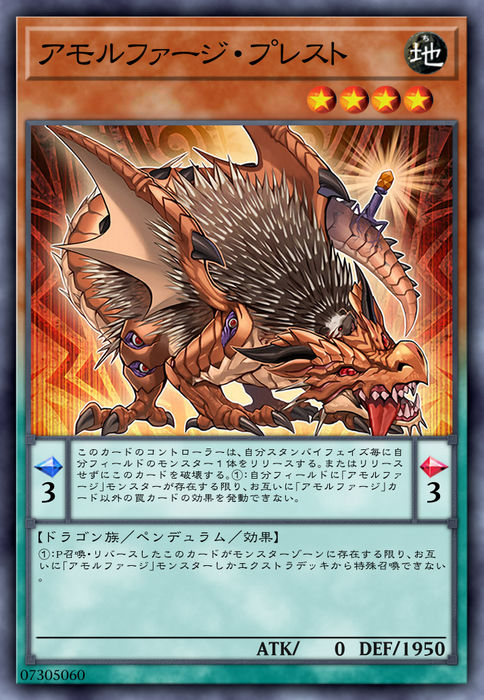 アモルファージ・プレスト
ち
地
このカードのコントローラーは、自分スタンバイフェイズ毎に自
分フィールドのモンスター１体をリリースする。またはリリース
せずにこのカードを破壊する。①：自分フィールドに「アモルファ
ージ」モンスターが存在する限り、お互いに「アモルファージ」カ
ード以外の罠カードの効果を発動できない。
3
3
【ドラゴン族／ペンデュラム／効果】
①：P召喚・リバースしたこのカードがモンスターゾーンに存在する限り、お互
いに「アモルファージ」モンスターしかエクストラデッキから特殊召喚できない
。
ATK/ 0 DEF/1950
07305060